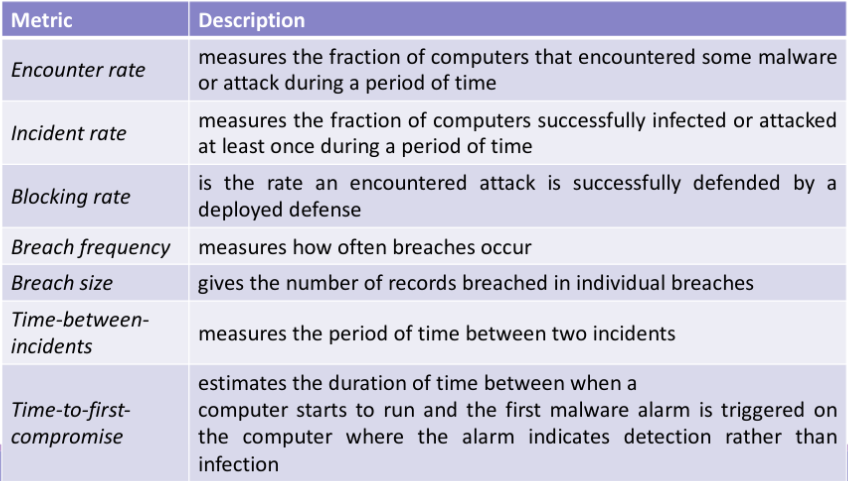 Metric Description
Encounter rate measures the fraction of computers that encountered some malware
or attack during a period of time
Incident rate measures the fraction of computers successfully infected or attacked
at least once during a period of time
Blocking rate is the rate an encountered attack is successfully defended by a
deployed defense
Breach frequency measures how often breaches occur
Breach size gives the number of records breached in individual breaches
Time-between-
incidents
measures the period of time between two incidents
Time-to-first-
compromise
estimates the duration of time between when a
computer starts to run and the first malware alarm is triggered on
the computer where the alarm indicates detection rather than
infection